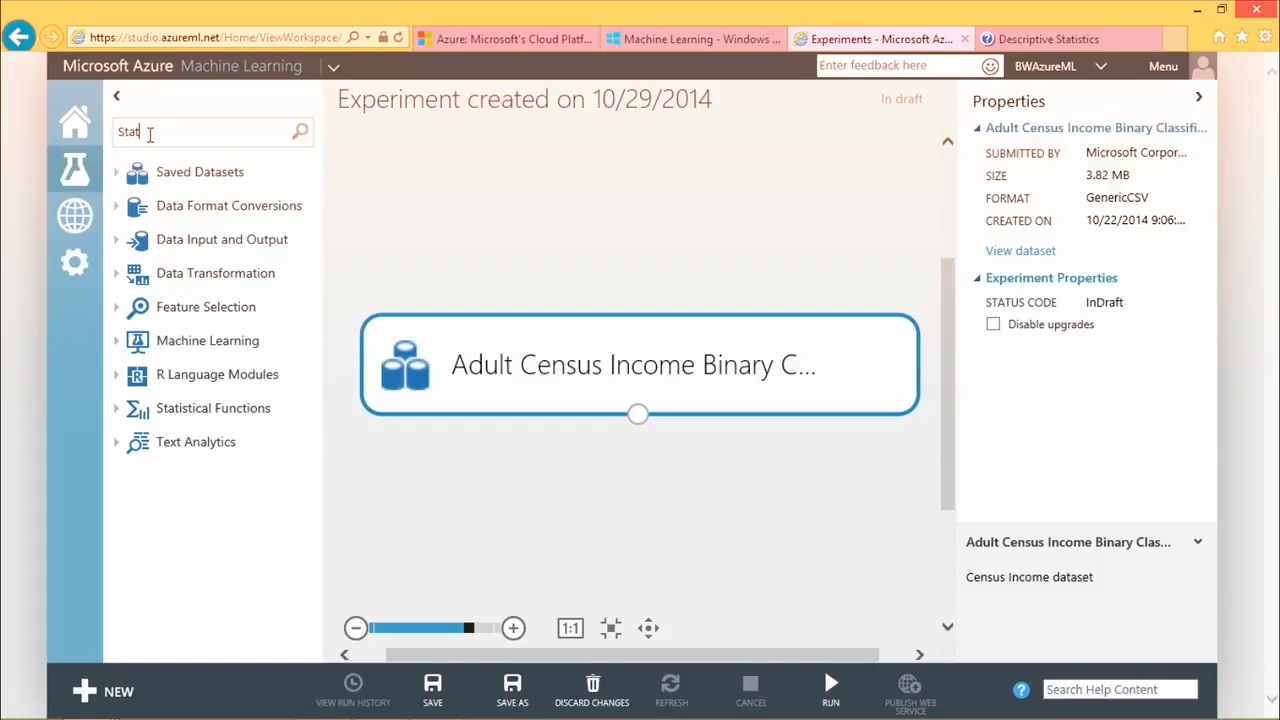 https://studio.azureml.net/Home/ViewWorkspace/
Azure: Microsoft's Cloud Platf...
Machine Learning - Windows ...
Experiments - Microsoft Az...
Descriptive Statistics
Microsoft Azure Machine Learning
Enter feedback here
BWAzureML
Menu
Stat
Saved Datasets
Data Format Conversions
Data Input and Output
Data Transformation
Feature Selection
Machine Learning
R Language Modules
Statistical Functions
Text Analytics
Experiment created on 10/29/2014
In draft
Adult Census Income Binary C...
1:1
Properties
Adult Census Income Binary Classifi...
SUBMITTED BY Microsoft Corpor...
SIZE 3.82 MB
FORMAT GenericCSV
CREATED ON 10/22/2014 9:06:...
View dataset
Experiment Properties
STATUS CODE InDraft
Disable upgrades
Adult Census Income Binary Clas...
Census Income dataset
NEW
VIEW RUN HISTORY
SAVE
SAVE AS
DISCARD CHANGES
REFRESH
CANCEL
RUN
PUBLISH WEB
SERVICE
Search Help Content